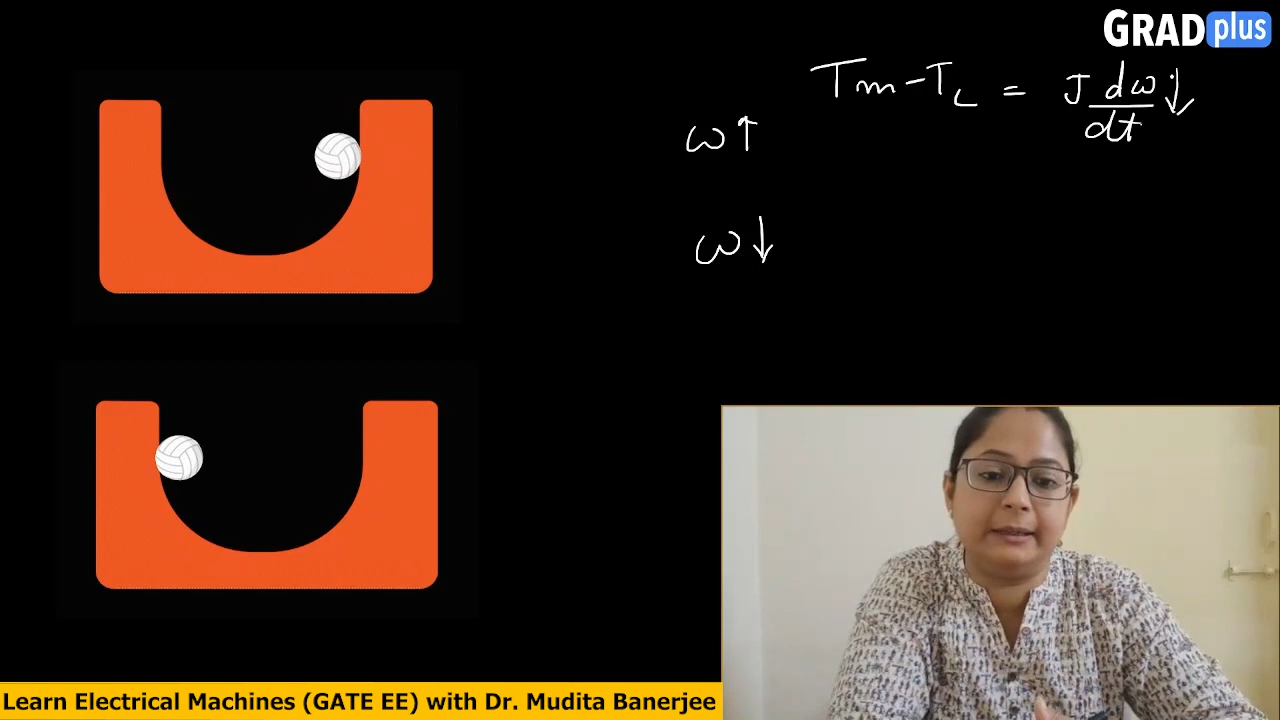 GRADplus
Tm-TL = J dω/dt ↓
ω↑
ω↓
Learn Electrical Machines (GATE EE) with Dr. Mudita Banerjee